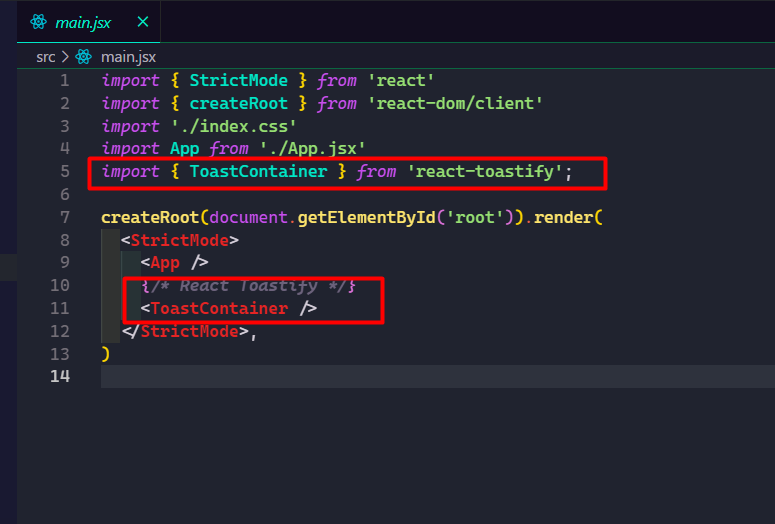 main.jsx ×
src > main.jsx
1 import { StrictMode } from 'react'
2 import { createRoot } from 'react-dom/client'
3 import './index.css'
4 import App from './App.jsx'
5 import { ToastContainer } from 'react-toastify';
6
7 createRoot(document.getElementById('root')).render(
8 <StrictMode>
9 <App />
10 {/* React Toastify */}
11 <ToastContainer />
12 </StrictMode>,
13 )
14